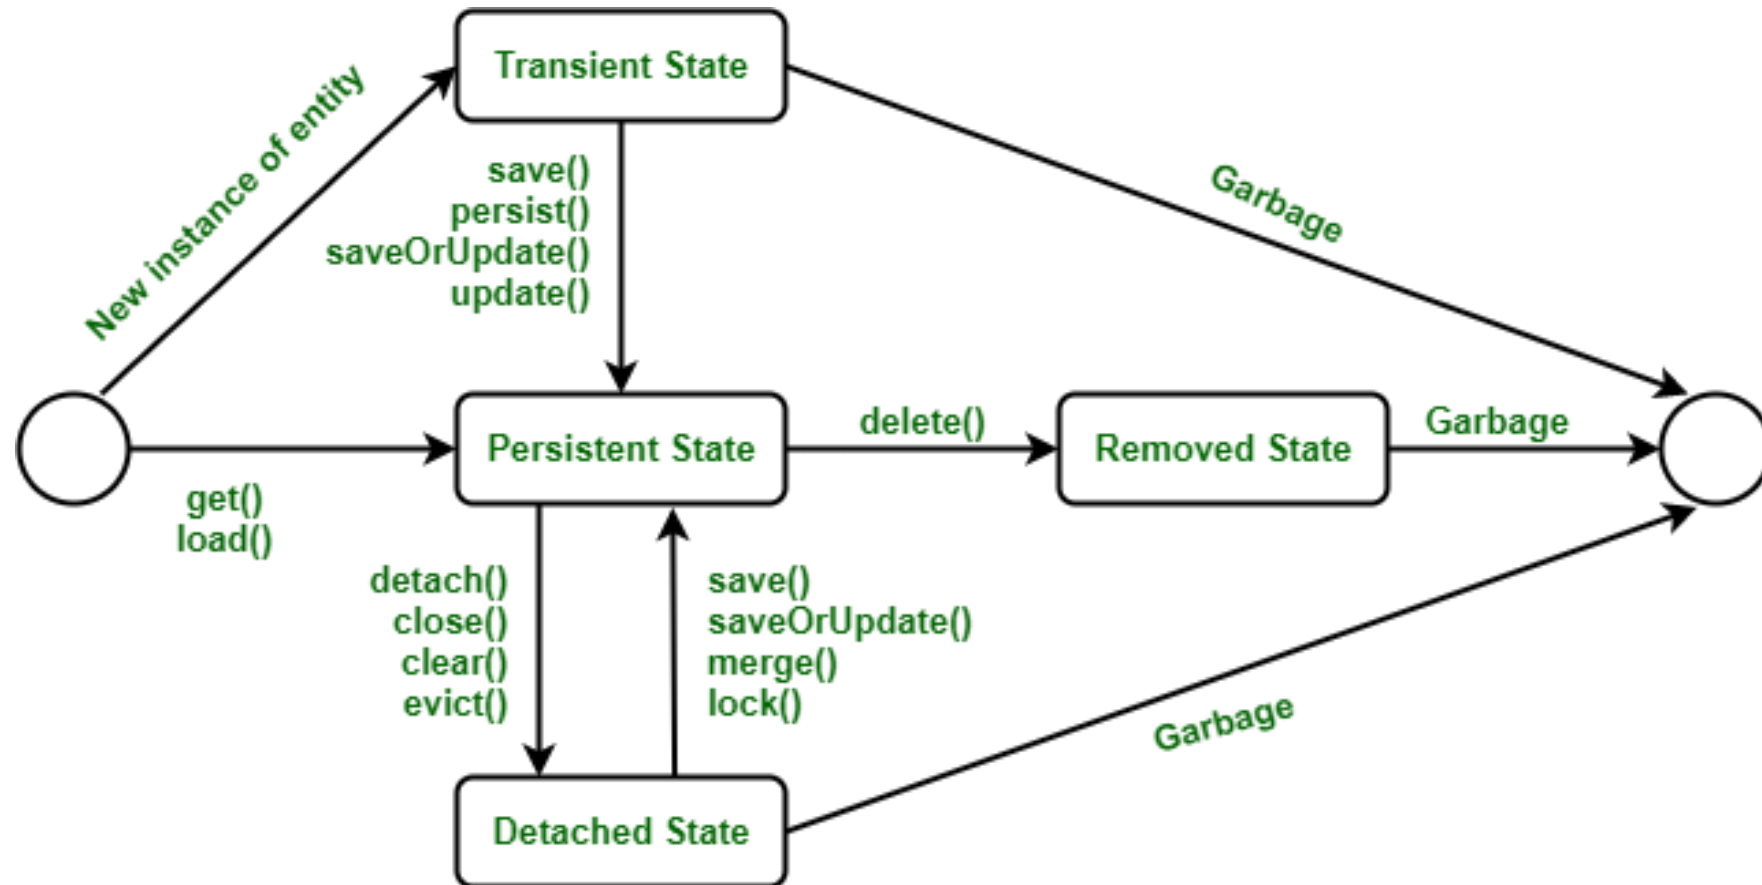 Transient State
New instance of entity
save()
persist()
saveOrUpdate()
update()
Garbage
Persistent State
delete()
Removed State
Garbage
get()
load()
detach()
close()
clear()
evict()
save()
saveOrUpdate()
merge()
lock()
Garbage
Detached State